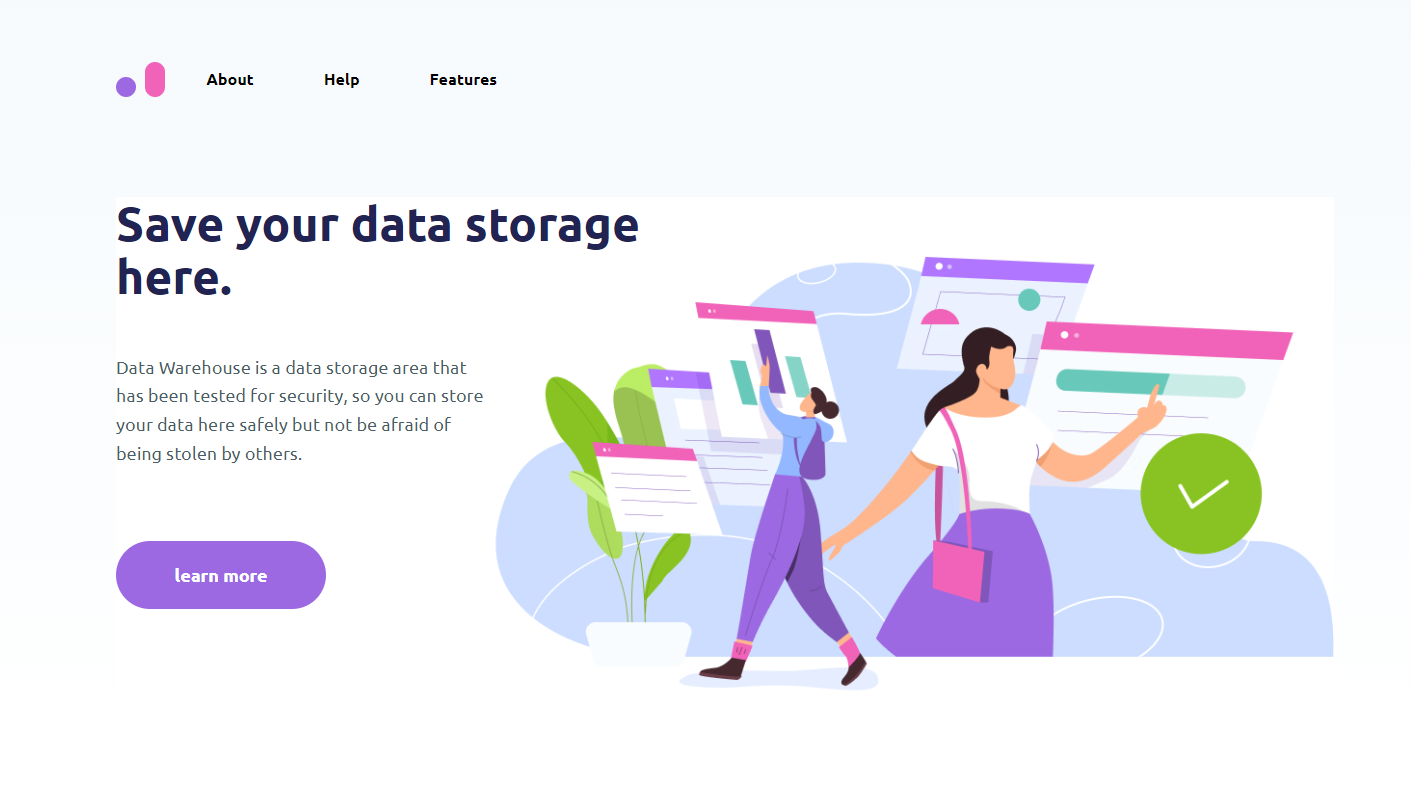 About Help Features
Save your data storage
here.
Data Warehouse is a data storage area that
has been tested for security, so you can store
your data here safely but not be afraid of
being stolen by others.
learn more